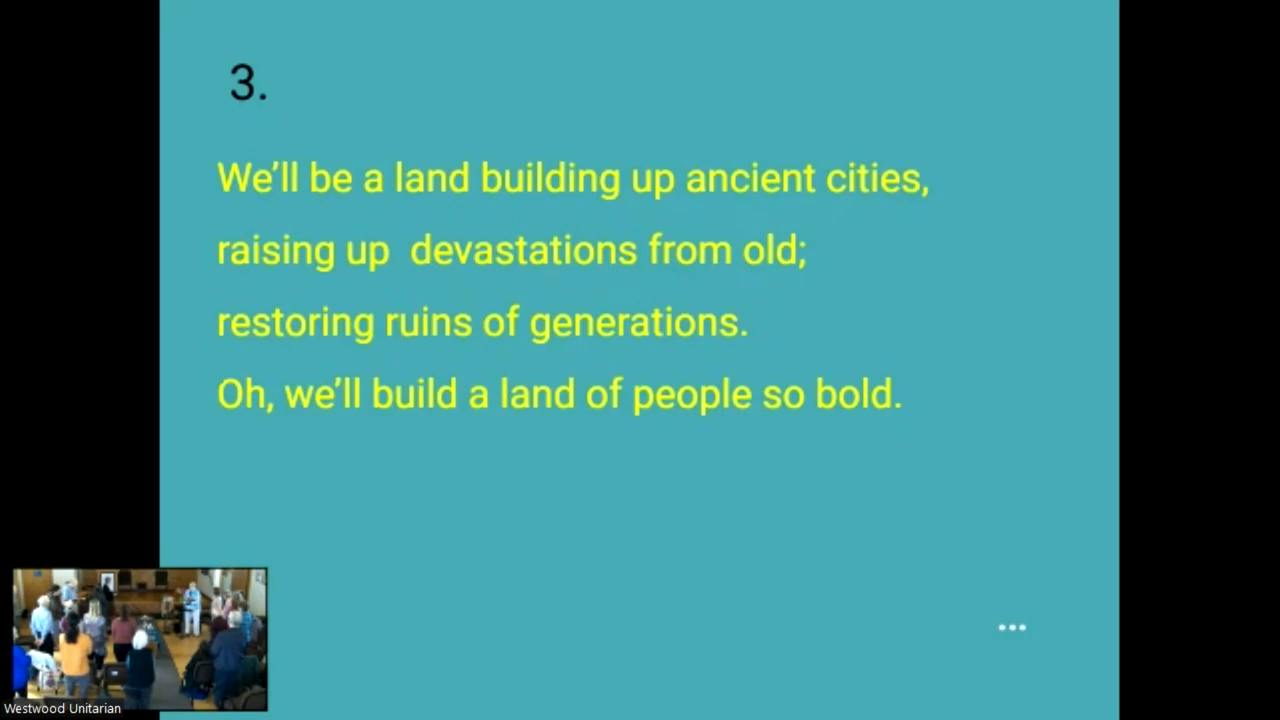 3.
We'll be a land building up ancient cities,
raising up  devastations from old;
restoring ruins of generations.
Oh, we'll build a land of people so bold.
...
Westwood Unitarian